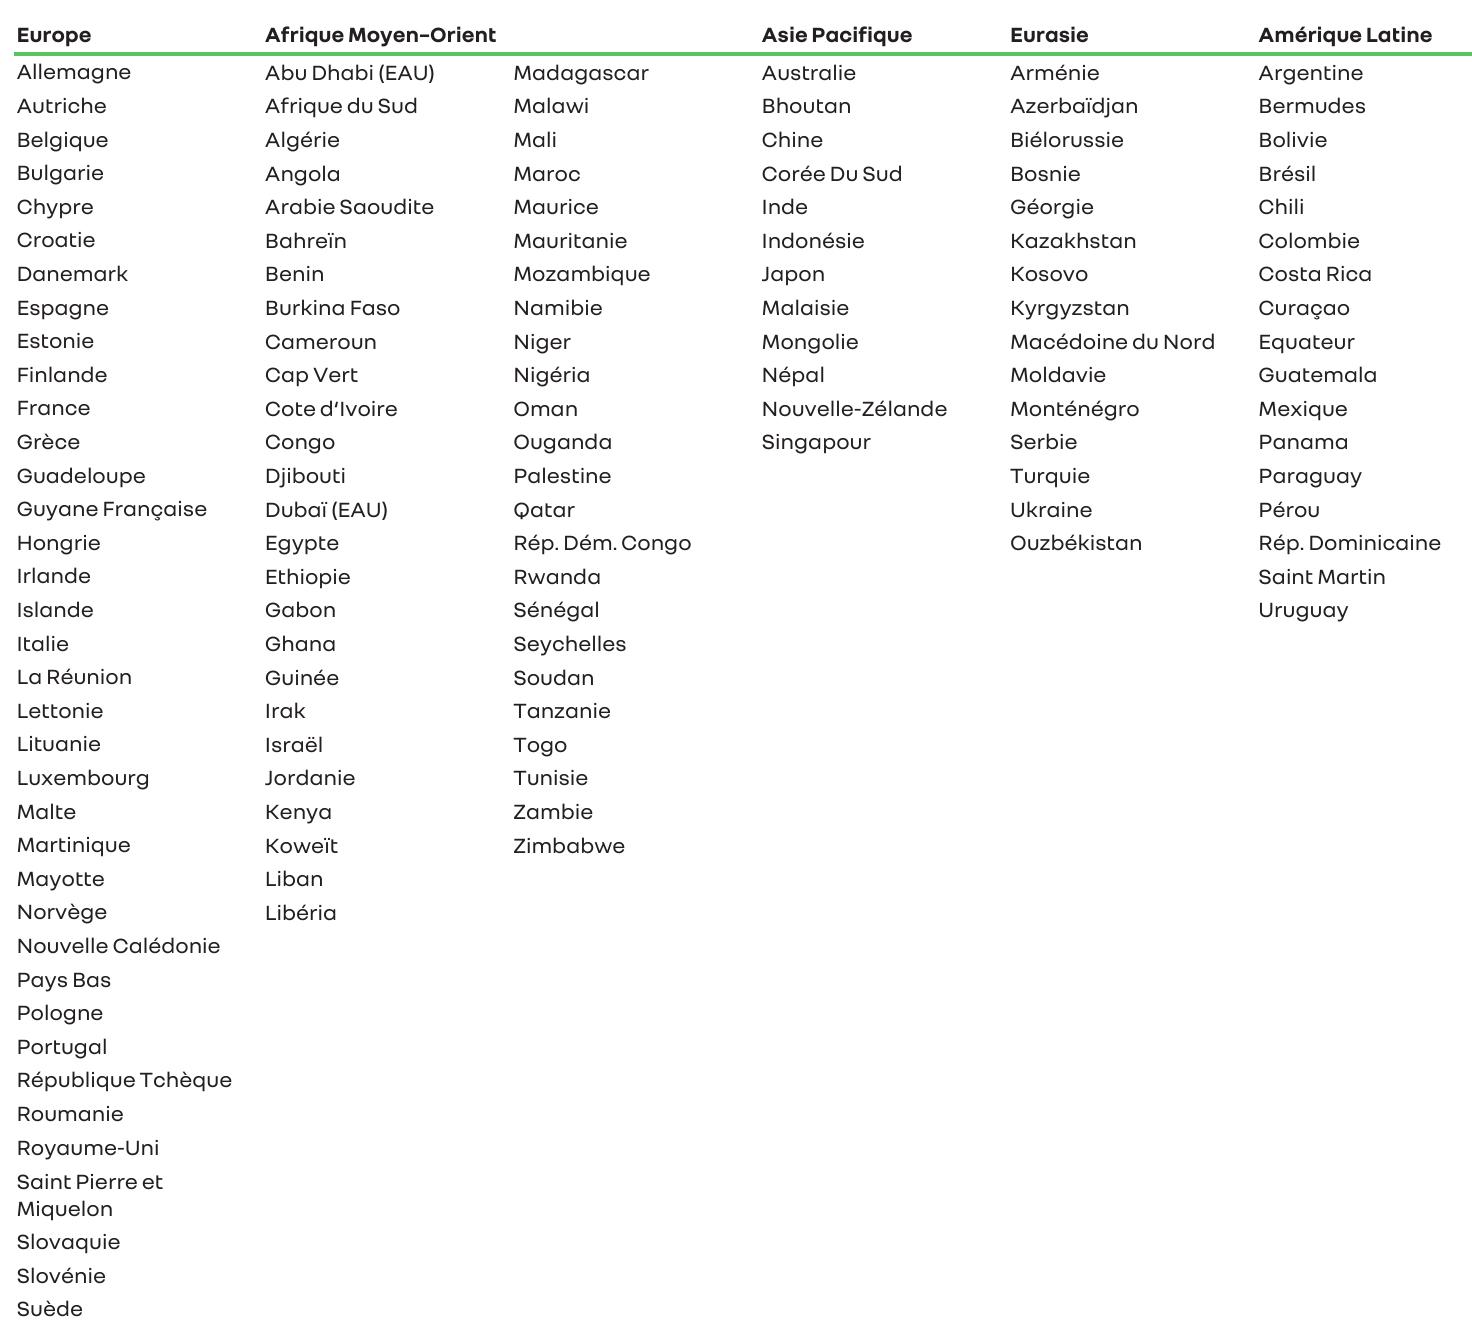 Europe
Allemagne
Autriche
Belgique
Bulgarie
Chypre
Croatie
Danemark
Espagne
Estonie
Finlande
France
Grèce
Guadeloupe
Guyane Française
Hongrie
Irlande
Islande
Italie
La Réunion
Lettonie
Lituanie
Luxembourg
Malte
Martinique
Mayotte
Norvège
Nouvelle Calédonie
Pays Bas
Pologne
Portugal
République Tchèque
Roumanie
Royaume-Uni
Saint Pierre et
Miquelon
Slovaquie
Slovénie
Suède
Afrique Moyen-Orient
Abu Dhabi (EAU)
Afrique du Sud
Algérie
Angola
Arabie Saoudite
Bahreïn
Benin
Burkina Faso
Cameroun
Cap Vert
Cote d'Ivoire
Congo
Djibouti
Dubaï (EAU)
Egypte
Ethiopie
Gabon
Ghana
Guinée
Irak
Israël
Jordanie
Kenya
Koweït
Liban
Libéria
Madagascar
Malawi
Mali
Maroc
Maurice
Mauritanie
Mozambique
Namibie
Niger
Nigéria
Oman
Ouganda
Palestine
Qatar
Rép. Dém. Congo
Rwanda
Sénégal
Seychelles
Soudan
Tanzanie
Togo
Tunisie
Zambie
Zimbabwe
Asie Pacifique
Australie
Bhoutan
Chine
Corée Du Sud
Inde
Indonésie
Japon
Malaisie
Mongolie
Népal
Nouvelle-Zélande
Singapour
Eurasie
Arménie
Azerbaïdjan
Biélorussie
Bosnie
Géorgie
Kazakhstan
Kosovo
Kyrgyzstan
Macédoine du Nord
Moldavie
Monténégro
Serbie
Turquie
Ukraine
Ouzbékistan
Amérique Latine
Argentine
Bermudes
Bolivie
Brésil
Chili
Colombie
Costa Rica
Curaçao
Equateur
Guatemala
Mexique
Panama
Paraguay
Pérou
Rép. Dominicaine
Saint Martin
Uruguay